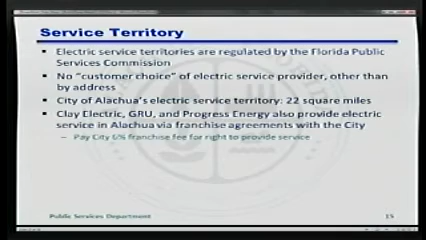 Service Territory
Electric service territories are regulated by the Florida Public
Services Commission
No "customer choice" of electric service provider, other than
by address
City of Alachua's electric service territory: 22 square miles
Clay Electric, GRU, and Progress Energy also provide electric
service in Alachua via franchise agreements with the City
– Pay City 6% franchise fee for right to provide service
Public Services Department
15